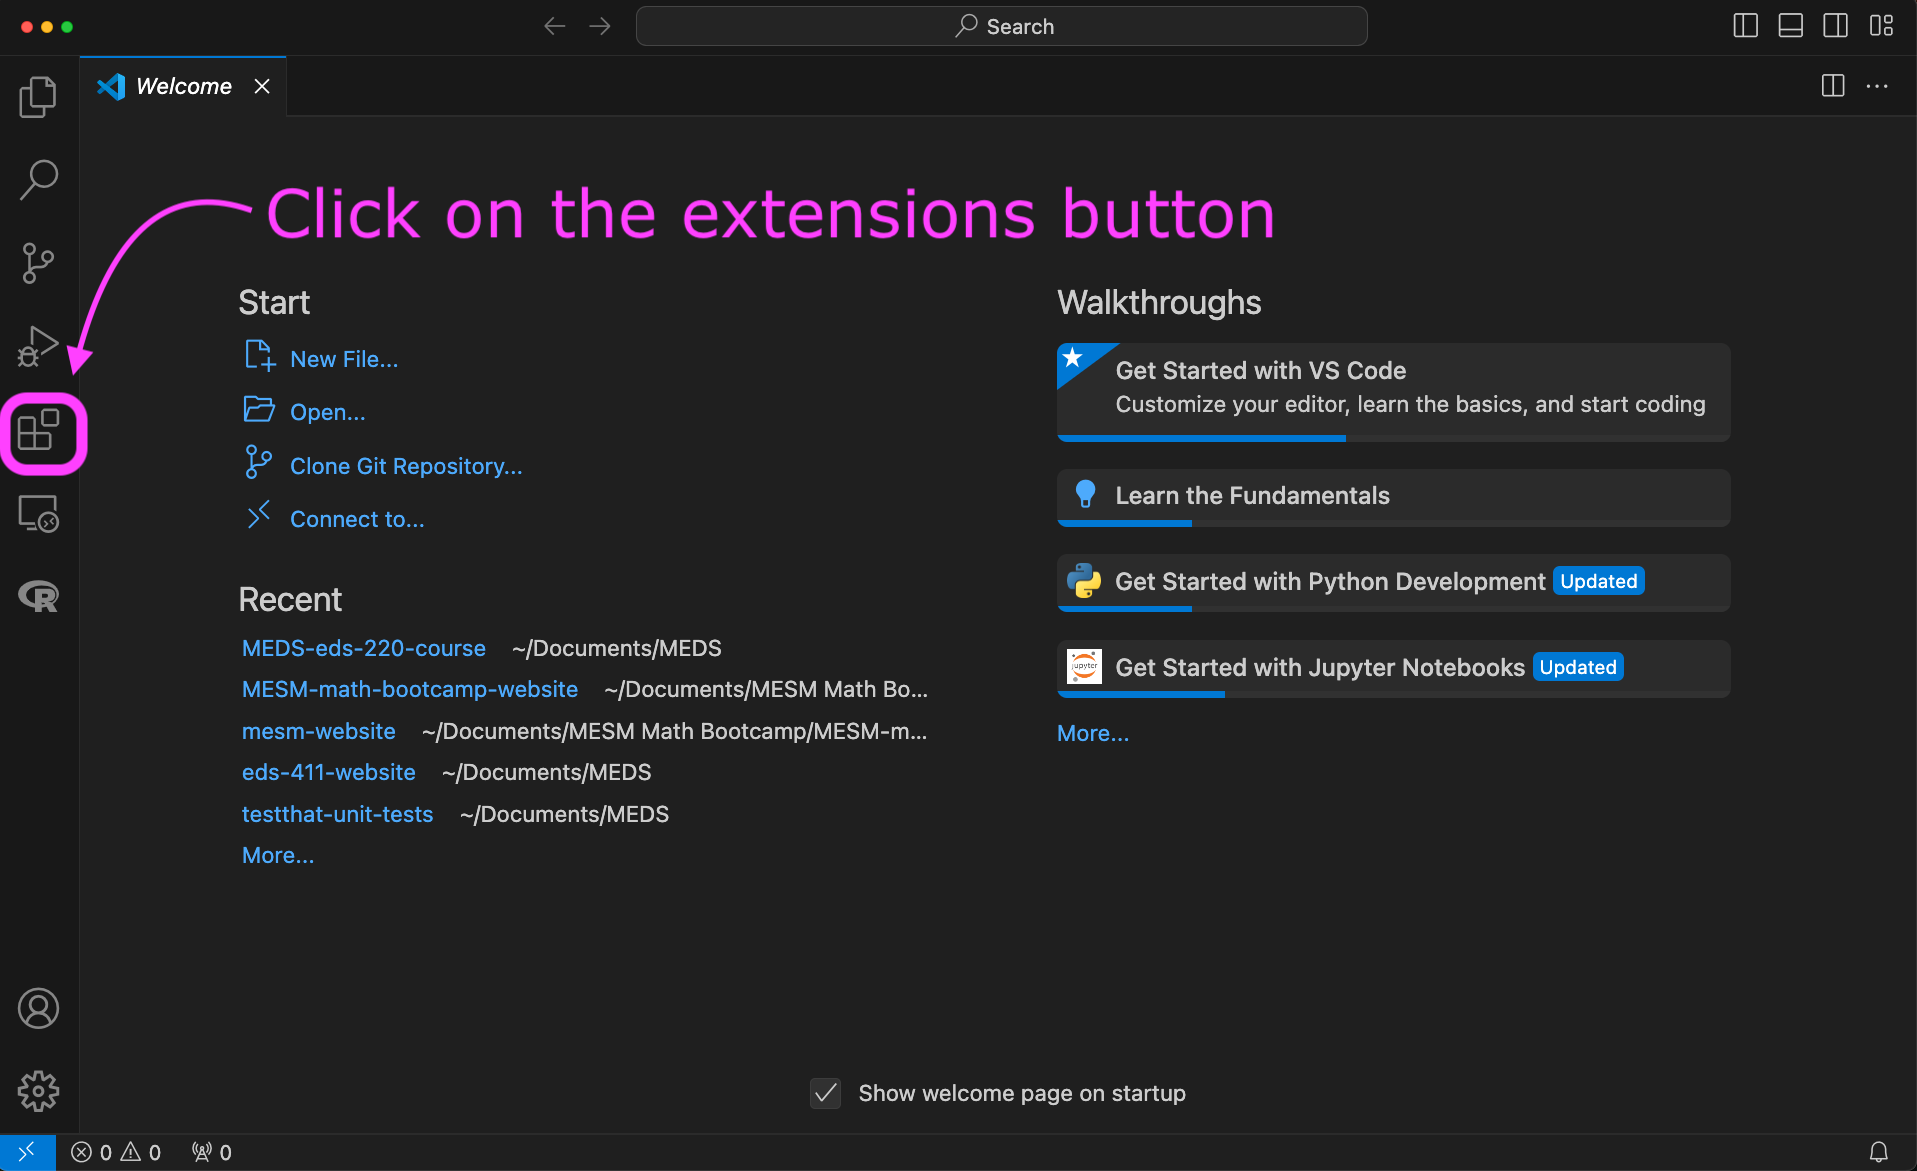 Search
Welcome
Click on the extensions button
Start
New File...
Open...
Clone Git Repository...
Connect to...
Recent
MEDS-eds-220-course ~/Documents/MEDS
MESM-math-bootcamp-website ~/Documents/MESM Math Bo...
mesm-website ~/Documents/MESM Math Bootcamp/MESM-m...
eds-411-website ~/Documents/MEDS
testthat-unit-tests ~/Documents/MEDS
More...
Walkthroughs
Get Started with VS Code
Customize your editor, learn the basics, and start coding
Learn the Fundamentals
Get Started with Python Development Updated
jupyter
Get Started with Jupyter Notebooks Updated
More...
Show welcome page on startup
0 0 0